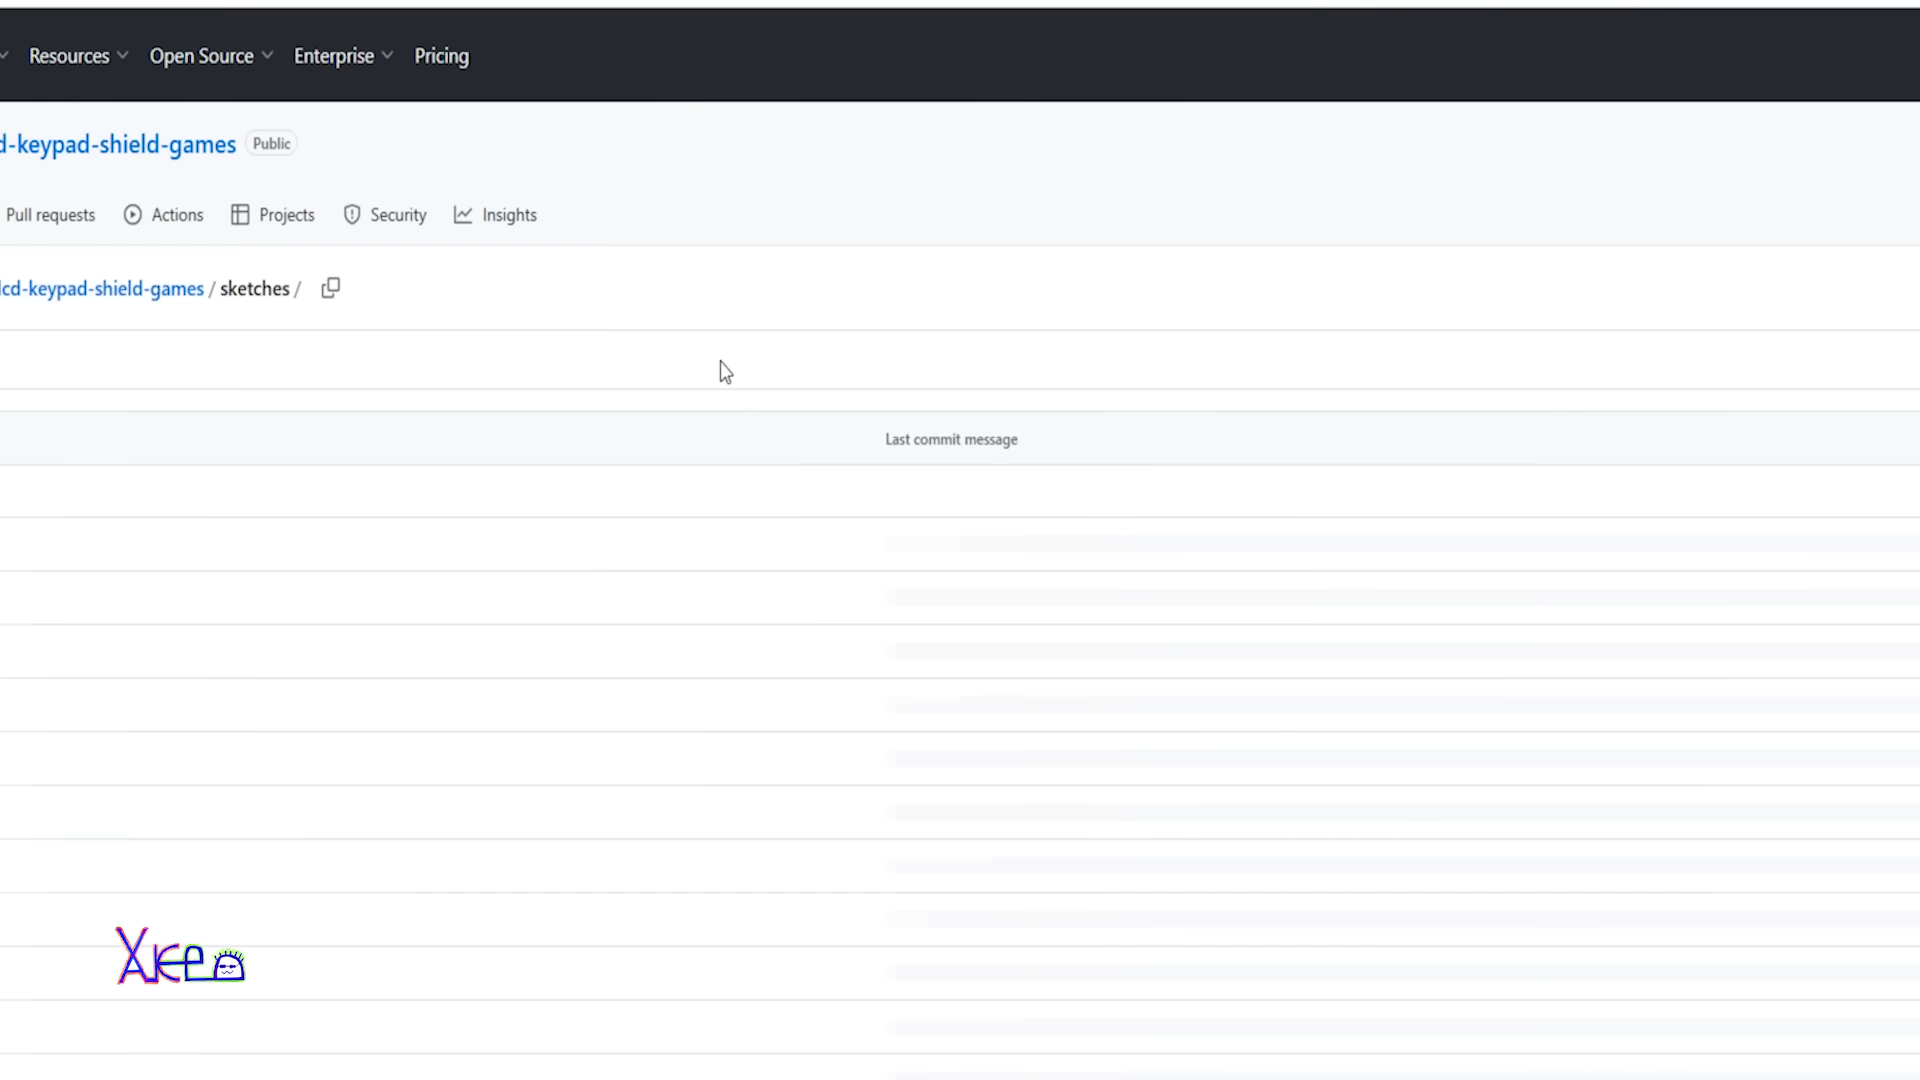 Resources Open Source Enterprise Pricing
d-keypad-shield-games Public
Pull requests Actions Projects Security Insights
lcd-keypad-shield-games / sketches /
Last commit message